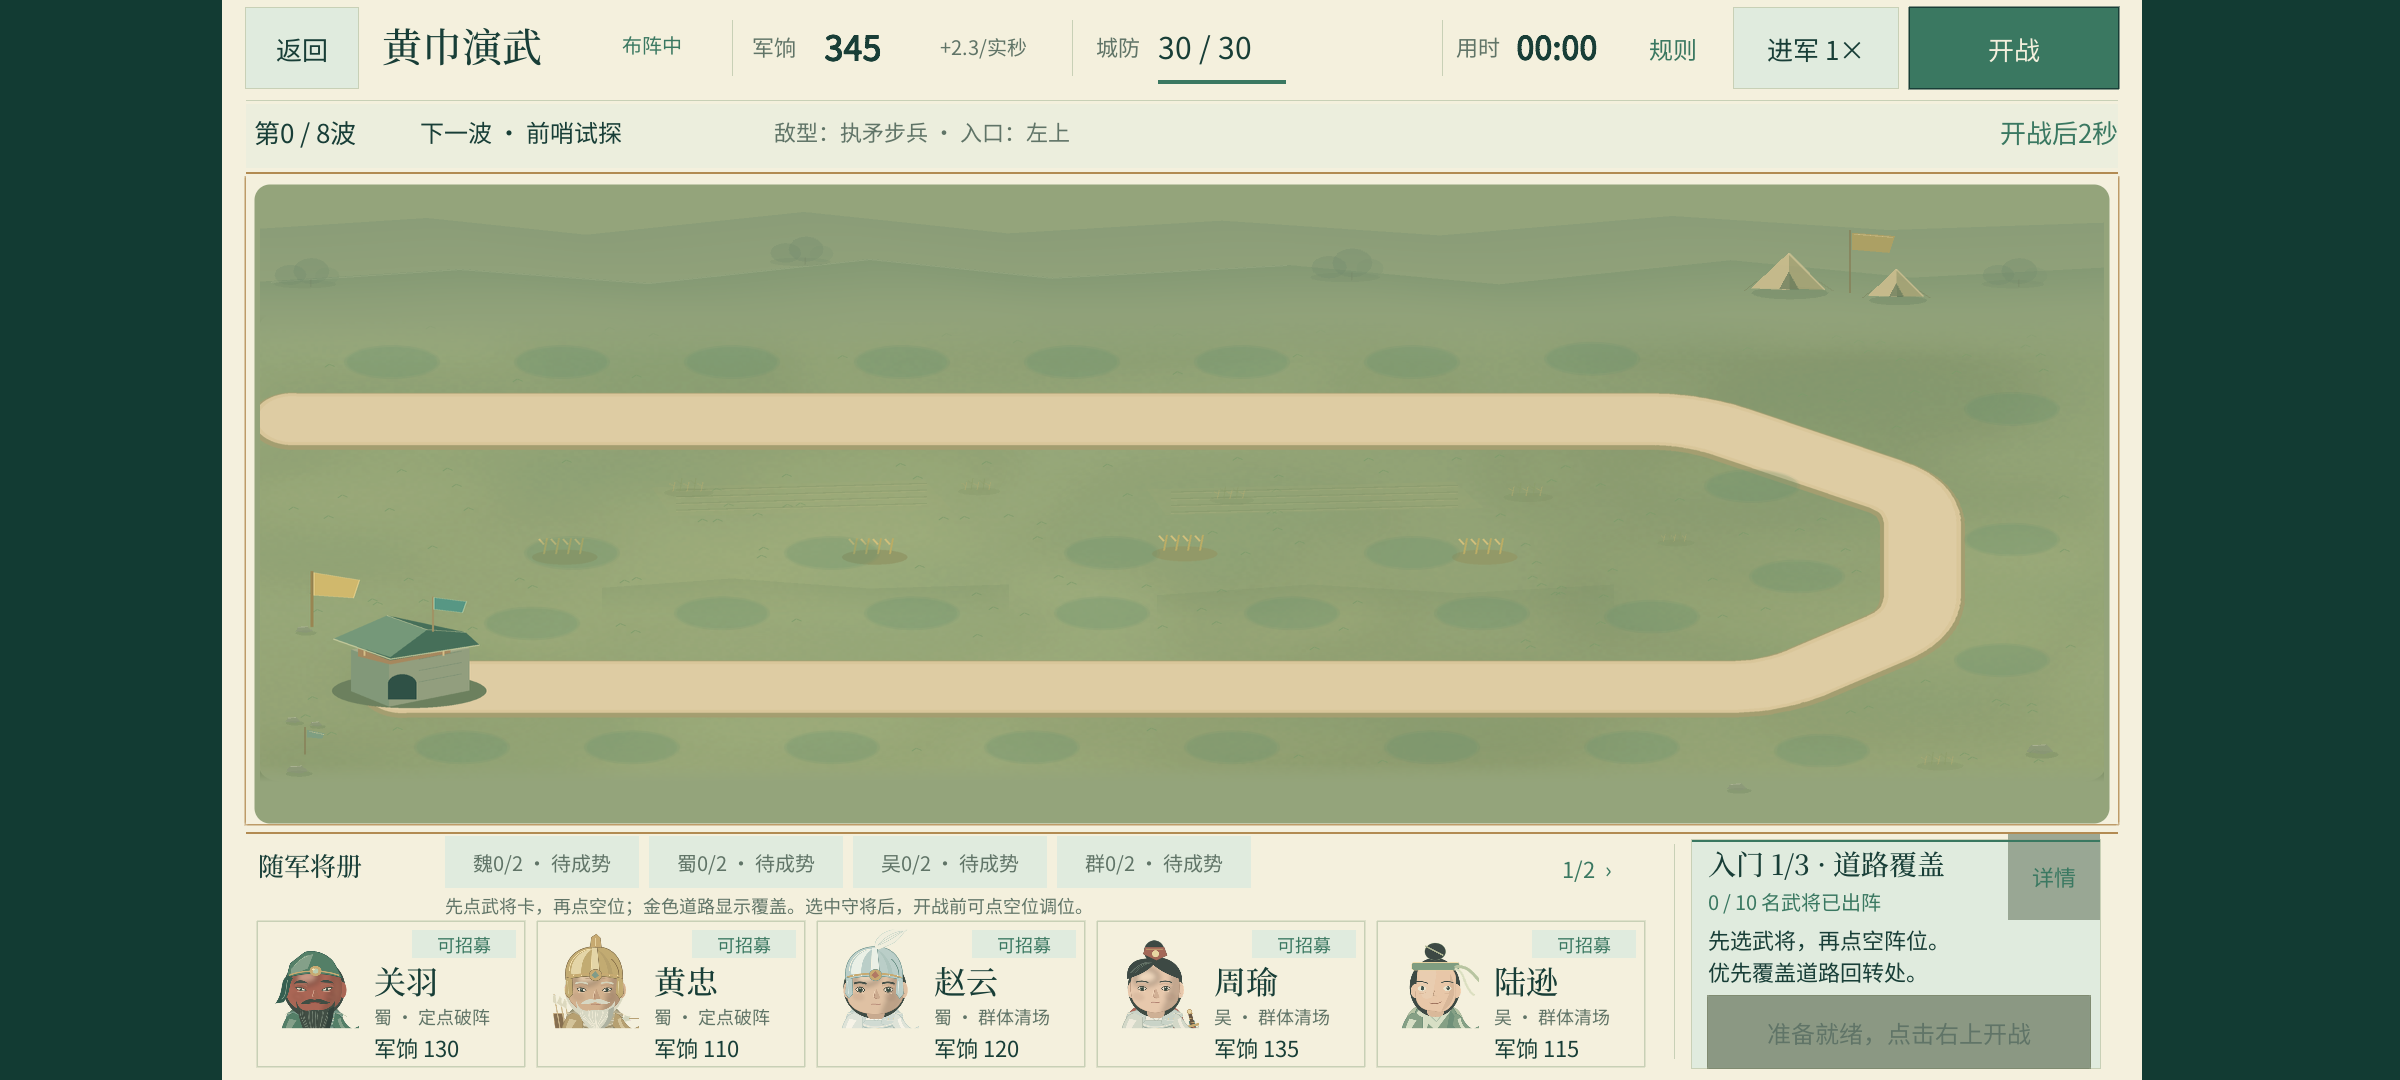 返回
黄巾演武
布阵中
军饷 345 +2.3/实秒
城防 30 / 30
用时 00:00
规则
进军 1×
开战
第0 / 8波
下一波 · 前哨试探
敌型：执矛步兵 · 入口：左上
开战后2秒
随军将册
魏0/2 · 待成势
蜀0/2 · 待成势
吴0/2 · 待成势
群0/2 · 待成势
1/2 ›
先点武将卡，再点空位；金色道路显示覆盖。选中守将后，开战前可点空位调位。
可招募
关羽
蜀 · 定点破阵
军饷 130
可招募
黄忠
蜀 · 定点破阵
军饷 110
可招募
赵云
蜀 · 群体清场
军饷 120
可招募
周瑜
吴 · 群体清场
军饷 135
可招募
陆逊
吴 · 群体清场
军饷 115
入门 1/3 · 道路覆盖
详情
0 / 10 名武将已出阵
先选武将，再点空阵位。
优先覆盖道路回转处。
准备就绪，点击右上开战